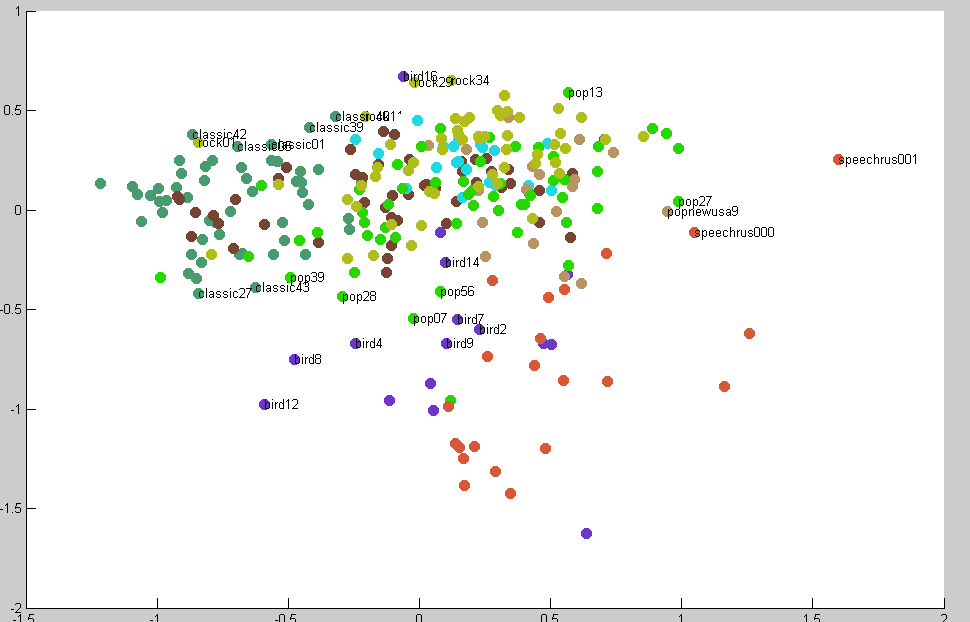 1
bird16
rock29
rock34
pop13
0.5
classic39
classic42
rock07
classic01
speechrus001
pop27
popnewusa9
0
speechrus000
bird14
pop39
classic43
classic27
pop28
pop56
-0.5
pop07
bird7
bird2
bird4
bird9
bird8
bird12
-1
-1.5
-2
-1.5
-1
-0.5
0
0.5
1
1.5
2